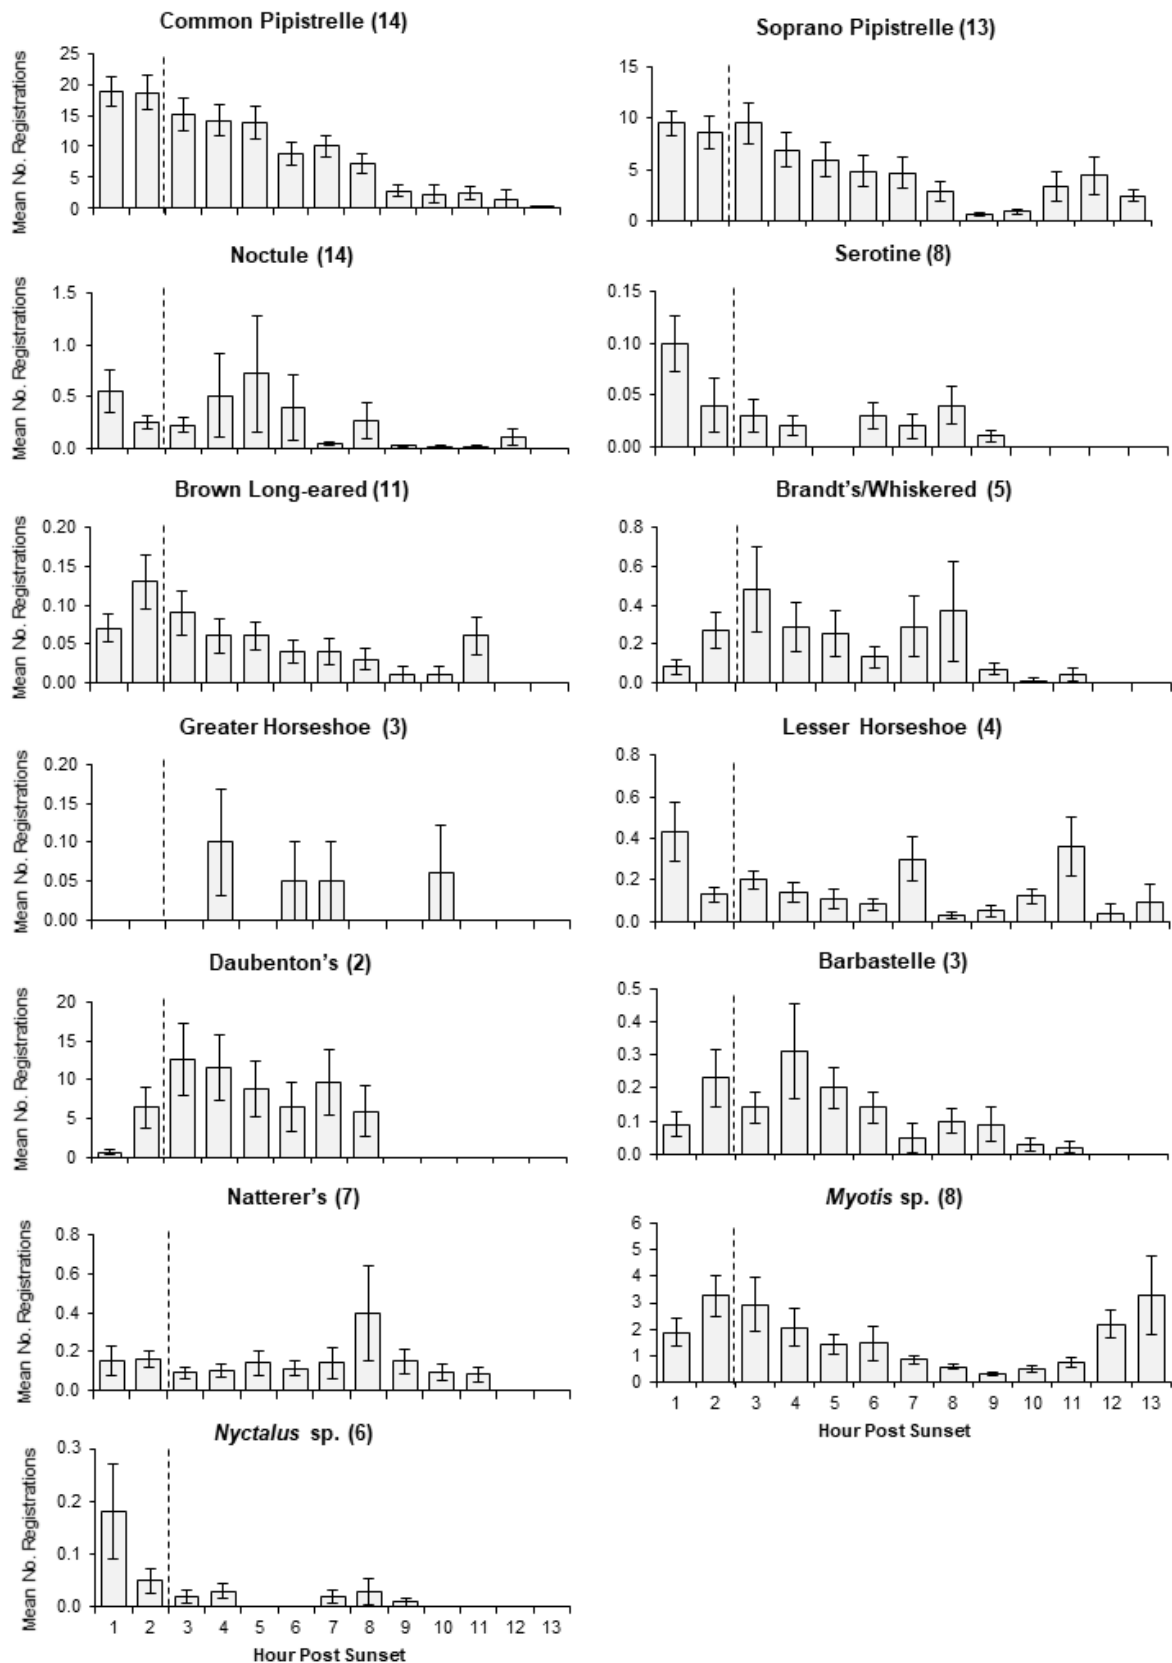 Common Pipistrelle (14)
Mean No. Registrations
25
20
15
10
5
0
Soprano Pipistrelle (13)
15
10
5
0
Noctule (14)
Mean No. Registrations
1.5
1.0
0.5
0.0
Serotine (8)
0.15
0.10
0.05
0.00
Brown Long-eared (11)
Mean No. Registrations
0.20
0.15
0.10
0.05
0.00
Brandt's/Whiskered (5)
0.8
0.6
0.4
0.2
0.0
Greater Horseshoe (3)
Mean No. Registrations
0.20
0.15
0.10
0.05
0.00
Lesser Horseshoe (4)
0.8
0.6
0.4
0.2
0.0
Daubenton's (2)
Mean No. Registrations
20
15
10
5
0
Barbastelle (3)
0.5
0.4
0.3
0.2
0.1
0.0
Natterer's (7)
Mean No. Registrations
0.8
0.6
0.4
0.2
0.0
Myotis sp. (8)
6
5
4
3
2
1
0
1 2 3 4 5 6 7 8 9 10 11 12 13
Hour Post Sunset
Nyctalus sp. (6)
Mean No. Registrations
0.3
0.2
0.1
0.0
1 2 3 4 5 6 7 8 9 10 11 12 13
Hour Post Sunset